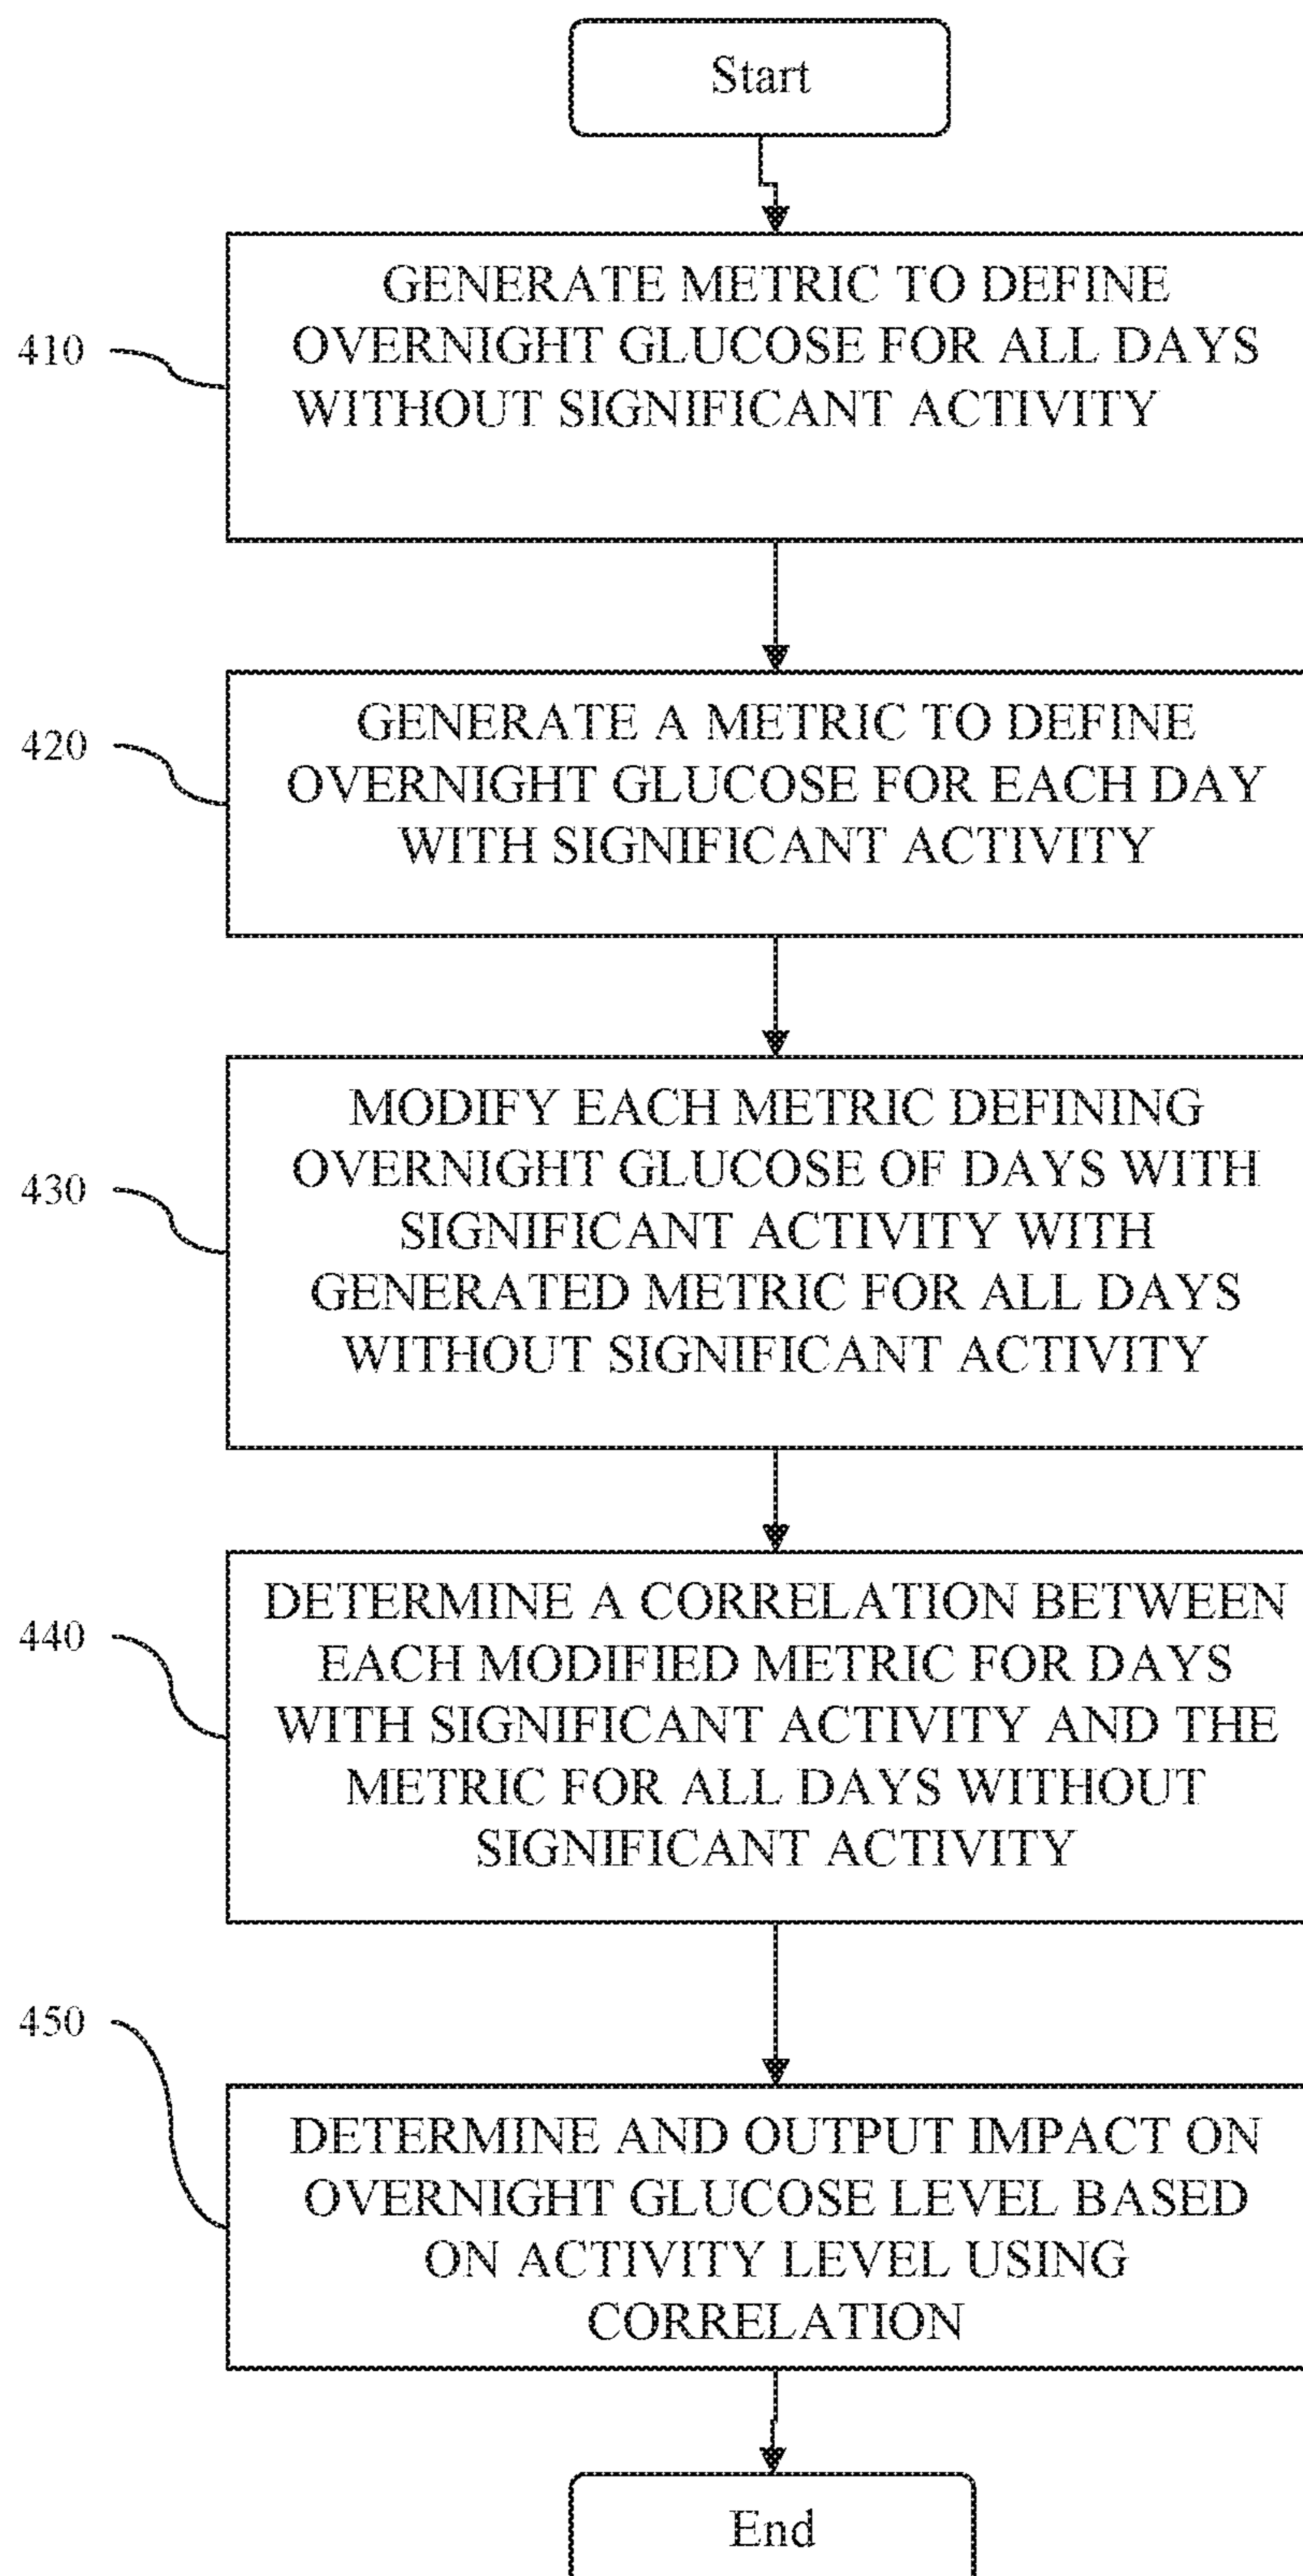 Start
410
GENERATE METRIC TO DEFINE
OVERNIGHT GLUCOSE FOR ALL DAYS
WITHOUT SIGNIFICANT ACTIVITY
420
GENERATE A METRIC TO DEFINE
OVERNIGHT GLUCOSE FOR EACH DAY
WITH SIGNIFICANT ACTIVITY
430
MODIFY EACH METRIC DEFINING
OVERNIGHT GLUCOSE OF DAYS WITH
SIGNIFICANT ACTIVITY WITH
GENERATED METRIC FOR ALL DAYS
WITHOUT SIGNIFICANT ACTIVITY
440
DETERMINE A CORRELATION BETWEEN
EACH MODIFIED METRIC FOR DAYS
WITH SIGNIFICANT ACTIVITY AND THE
METRIC FOR ALL DAYS WITHOUT
SIGNIFICANT ACTIVITY
450
DETERMINE AND OUTPUT IMPACT ON
OVERNIGHT GLUCOSE LEVEL BASED
ON ACTIVITY LEVEL USING
CORRELATION
End